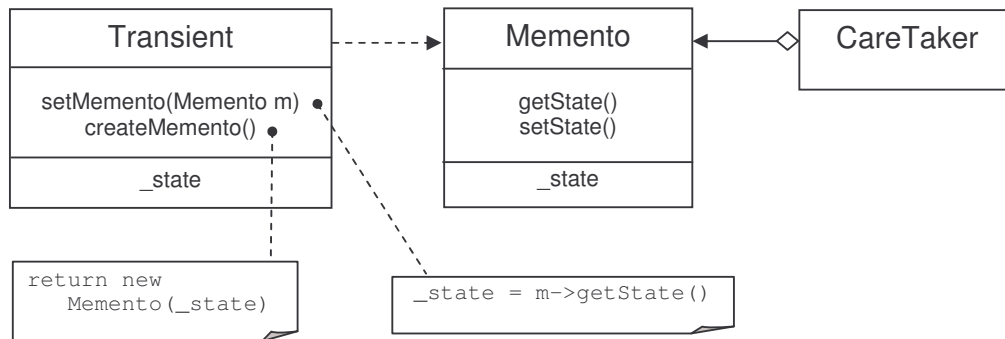 Transient
setMemento(Memento m)
createMemento()
_state
Memento
getState()
setState()
_state
CareTaker
return new
Memento(_state)
_state = m->getState()